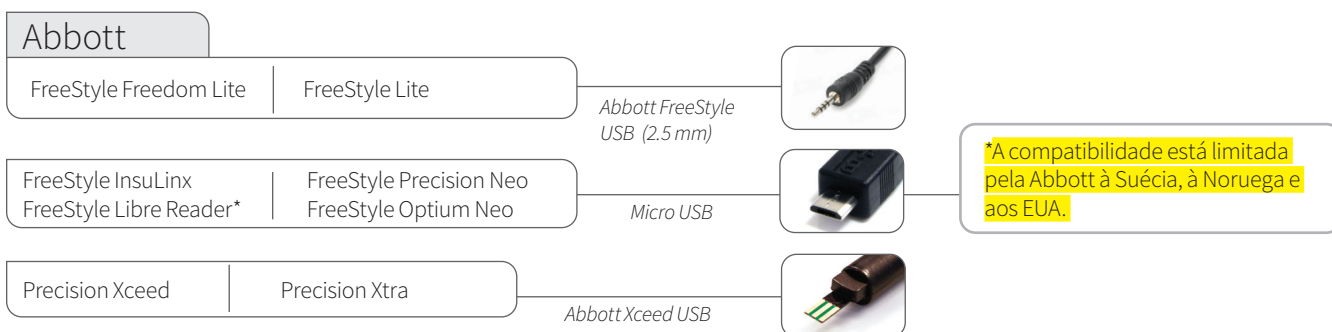 Abbott
FreeStyle Freedom Lite
FreeStyle Lite
Abbott FreeStyle
USB (2.5 mm)
FreeStyle InsuLinx
FreeStyle Libre Reader*
FreeStyle Precision Neo
FreeStyle Optium Neo
Micro USB
*A compatibilidade está limitada
pela Abbott à Suécia, à Noruega e
aos EUA.
Precision Xceed
Precision Xtra
Abbott Xceed USB